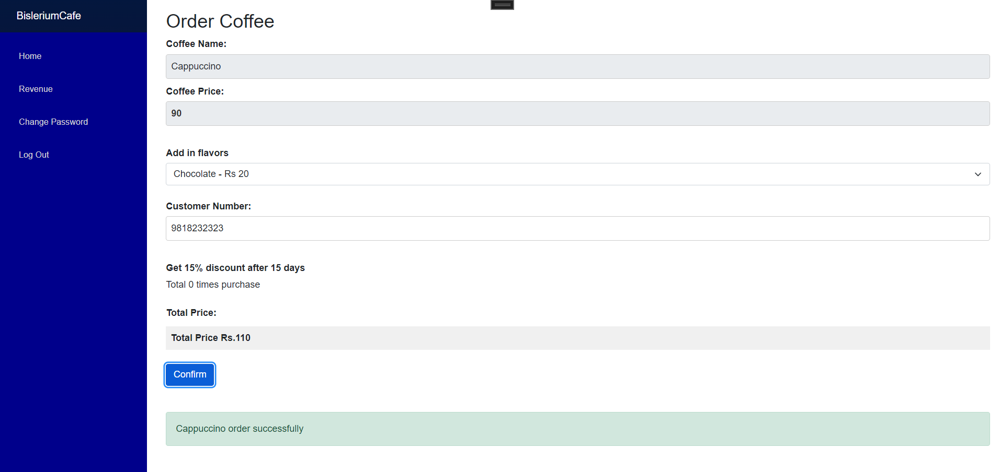 BisleriumCafe
Home
Revenue
Change Password
Log Out
Order Coffee
Coffee Name:
Cappuccino
Coffee Price:
90
Add in flavors
Chocolate - Rs 20
Customer Number:
9818232323
Get 15% discount after 15 days
Total 0 times purchase
Total Price:
Total Price Rs.110
Confirm
Cappuccino order successfully